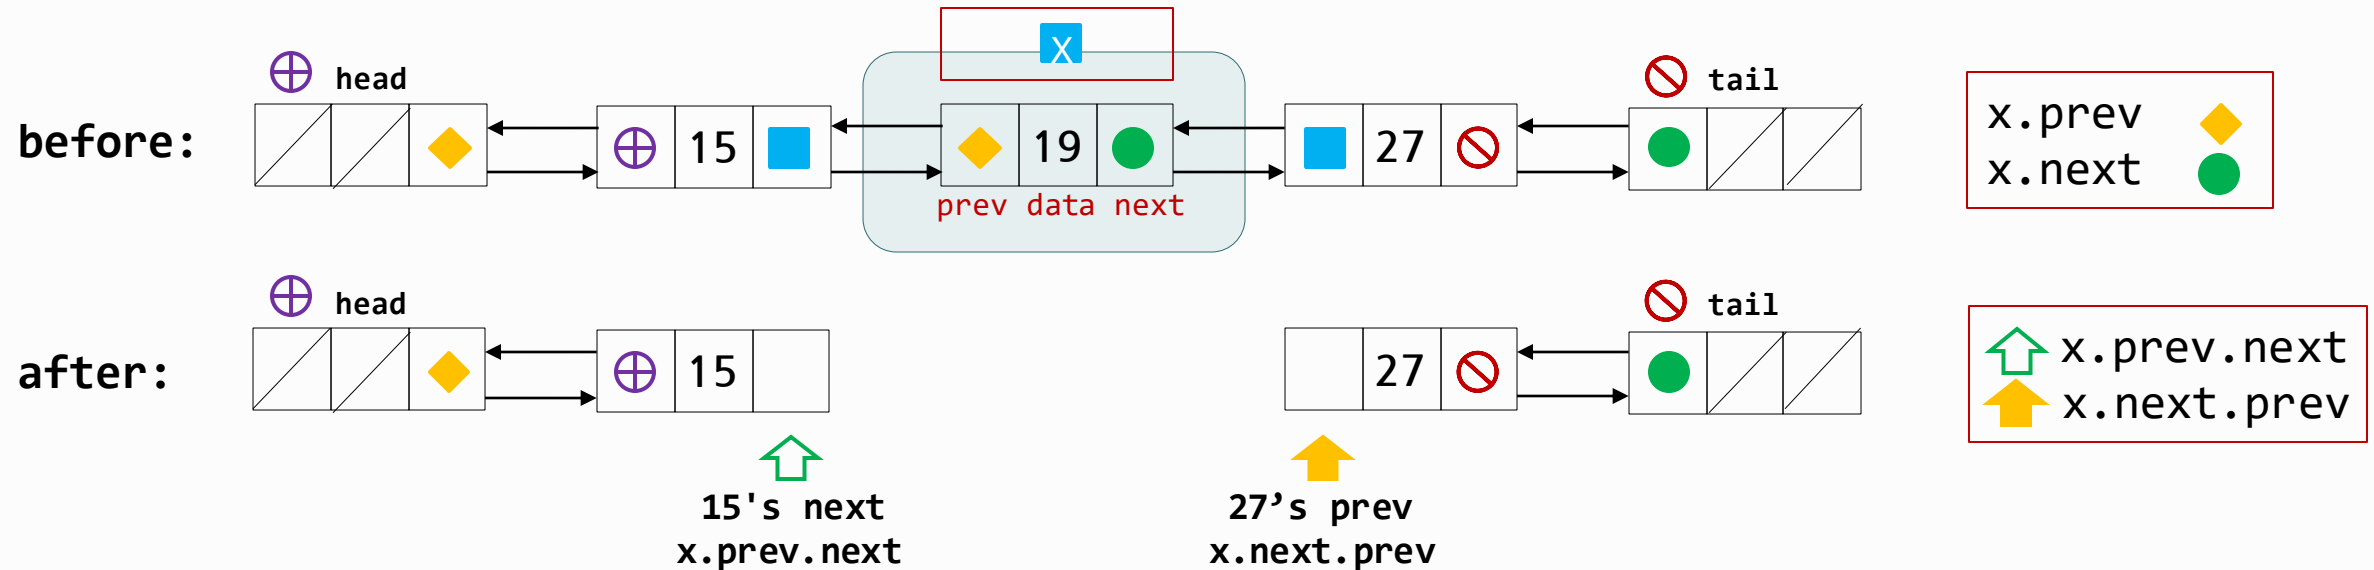 X
head
tail
before:
15
19
27
prev data next
x.prev
x.next
head
tail
after:
15
27
x.prev.next
x.next.prev
15's next
x.prev.next
27’s prev
x.next.prev